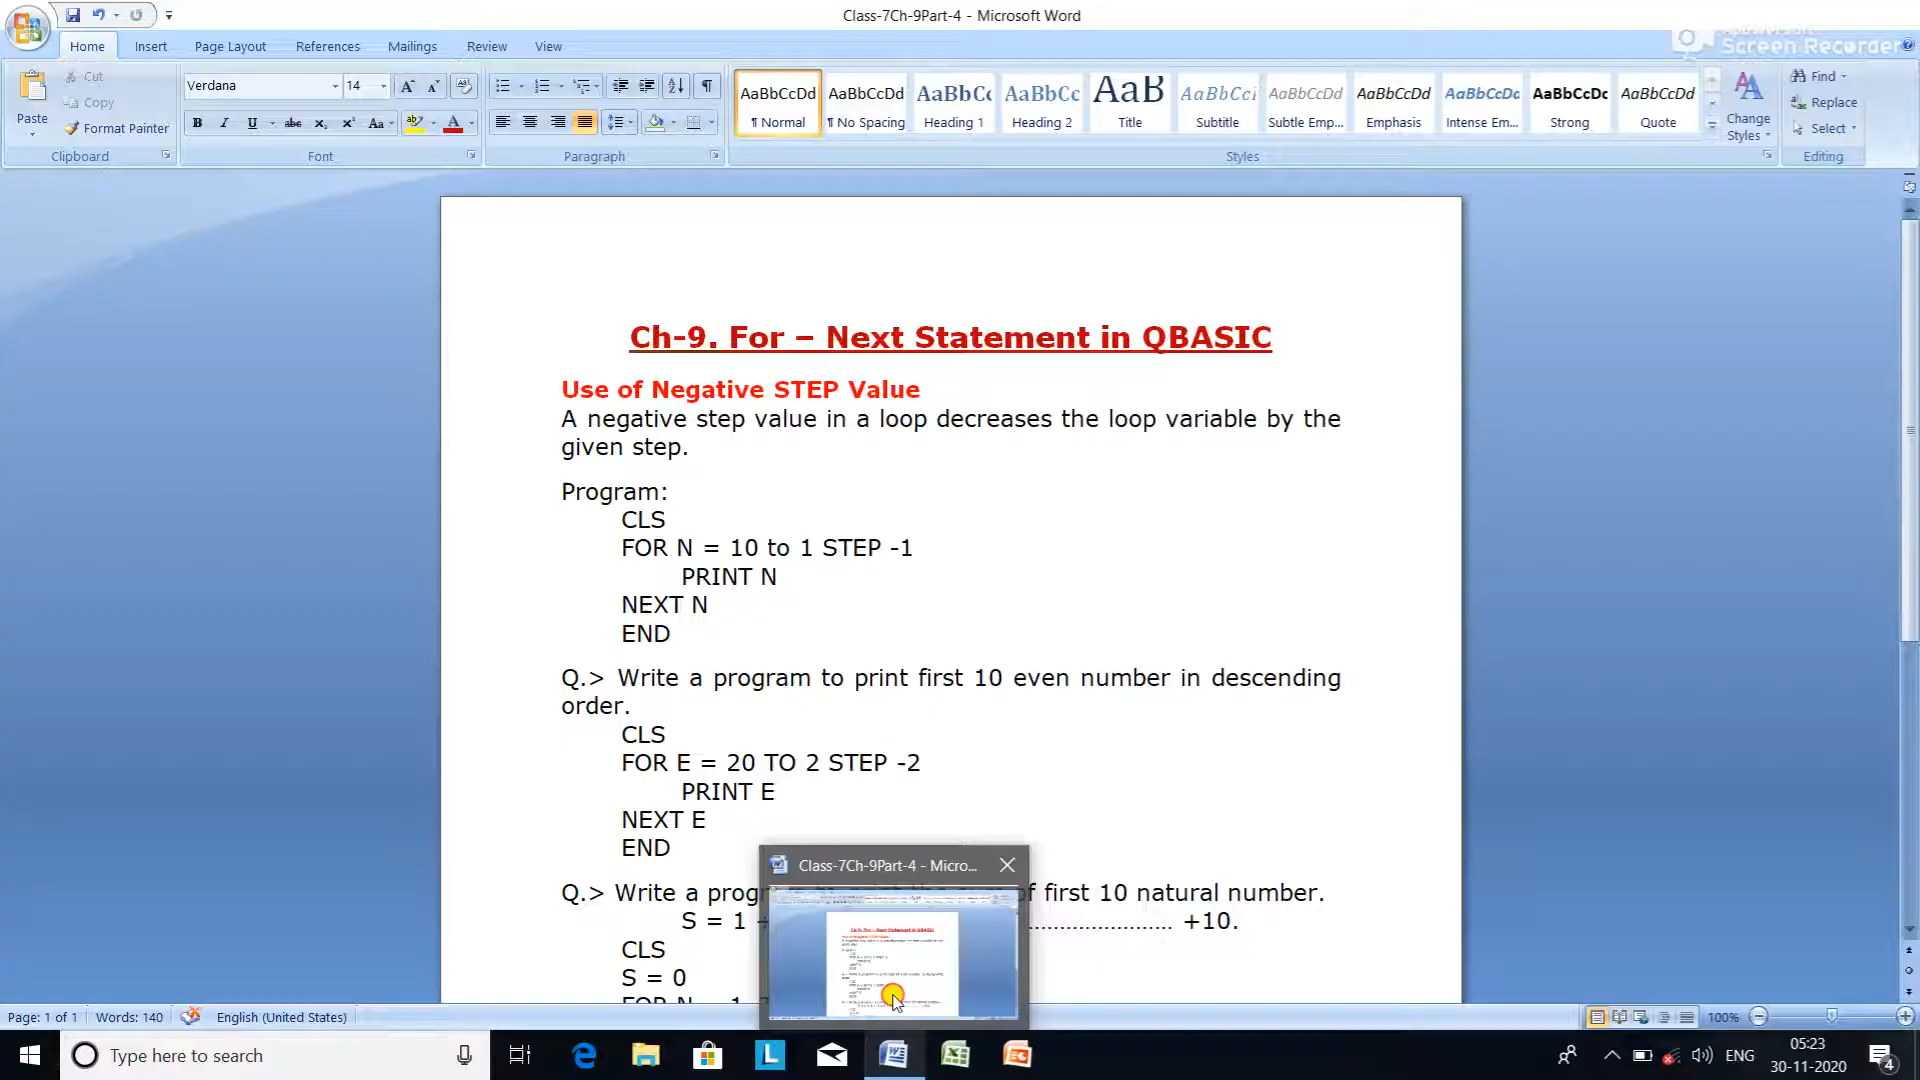 Class-7Ch-9Part-4 - Microsoft Word
Screen Recorder
Home Insert Page Layout References Mailings Review View
Paste
Cut
Copy
Format Painter
Clipboard
Verdana 14
Font
Paragraph
AaBbCcDd AaBbCcDd AaBbCc AaBbCc AaB AaBbCci AaBbCcDd AaBbCcDd AaBbCcDd AaBbCcDc AaBbCcDd
¶ Normal ¶ No Spacing Heading 1 Heading 2 Title Subtitle Subtle Emp... Emphasis Intense Em... Strong Quote
Change
Styles
Styles
Find
Replace
Select
Editing
Ch-9. For – Next Statement in QBASIC
Use of Negative STEP Value
A negative step value in a loop decreases the loop variable by the
given step.
Program:
CLS
FOR N = 10 to 1 STEP -1
PRINT N
NEXT N
END
Q.> Write a program to print first 10 even number in descending
order.
CLS
FOR E = 20 TO 2 STEP -2
PRINT E
NEXT E
END
Q.> Write a prog of first 10 natural number.
S = 1 ........................ +10.
CLS
S = 0
Class-7Ch-9Part-4 - Micro...
Page: 1 of 1 Words: 140 English (United States) 100%
Type here to search
ENG
05:23
30-11-2020
4